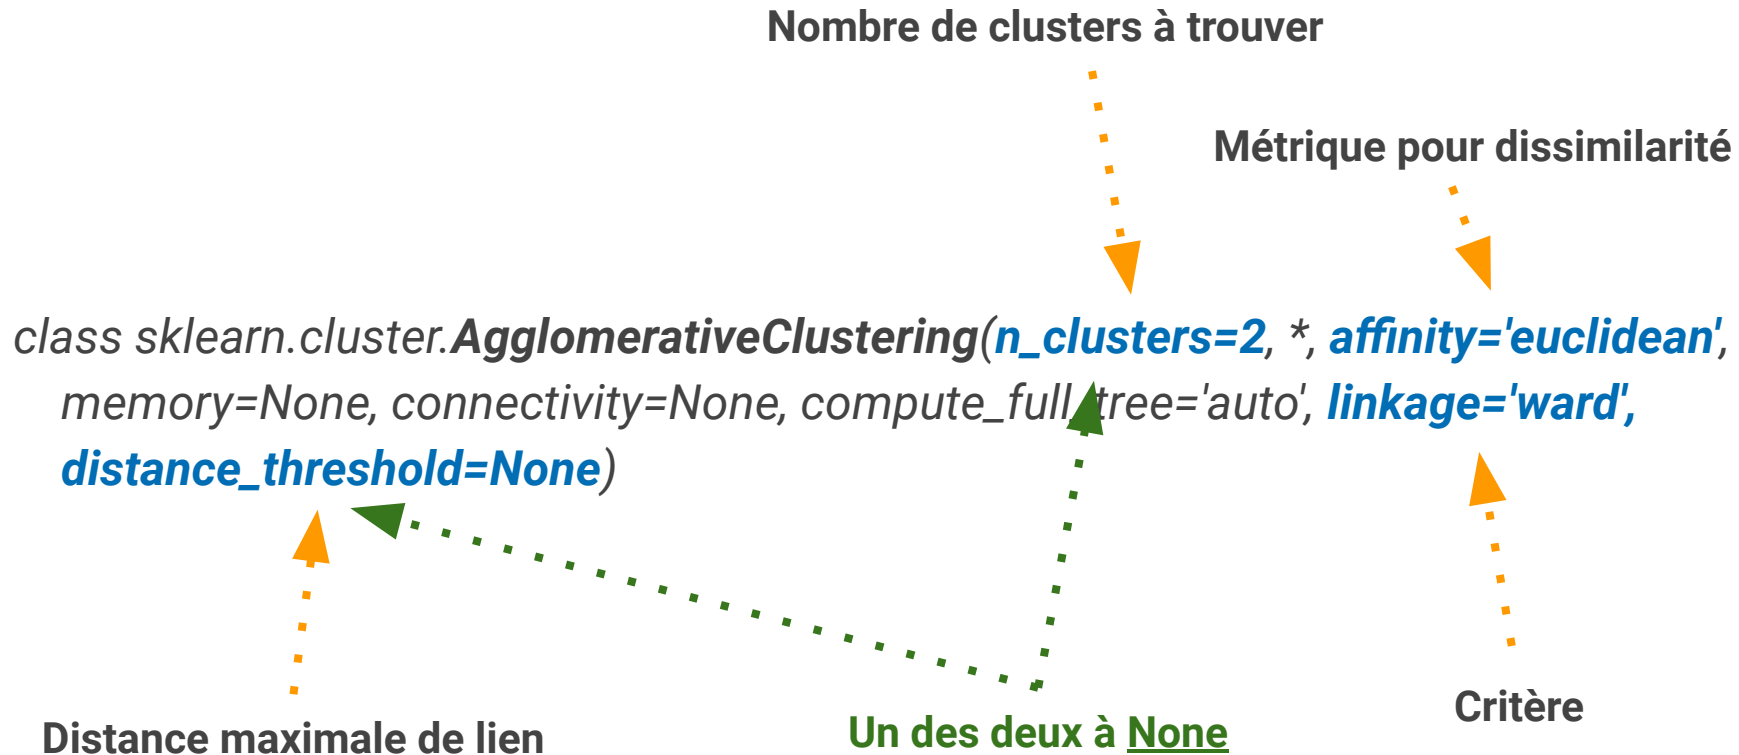 Nombre de clusters à trouver
Métrique pour dissimilarité
class sklearn.cluster.AgglomerativeClustering(n_clusters=2, *, affinity='euclidean',
memory=None, connectivity=None, compute_full_tree='auto', linkage='ward',
distance_threshold=None)
Distance maximale de lien
Un des deux à None
Critère